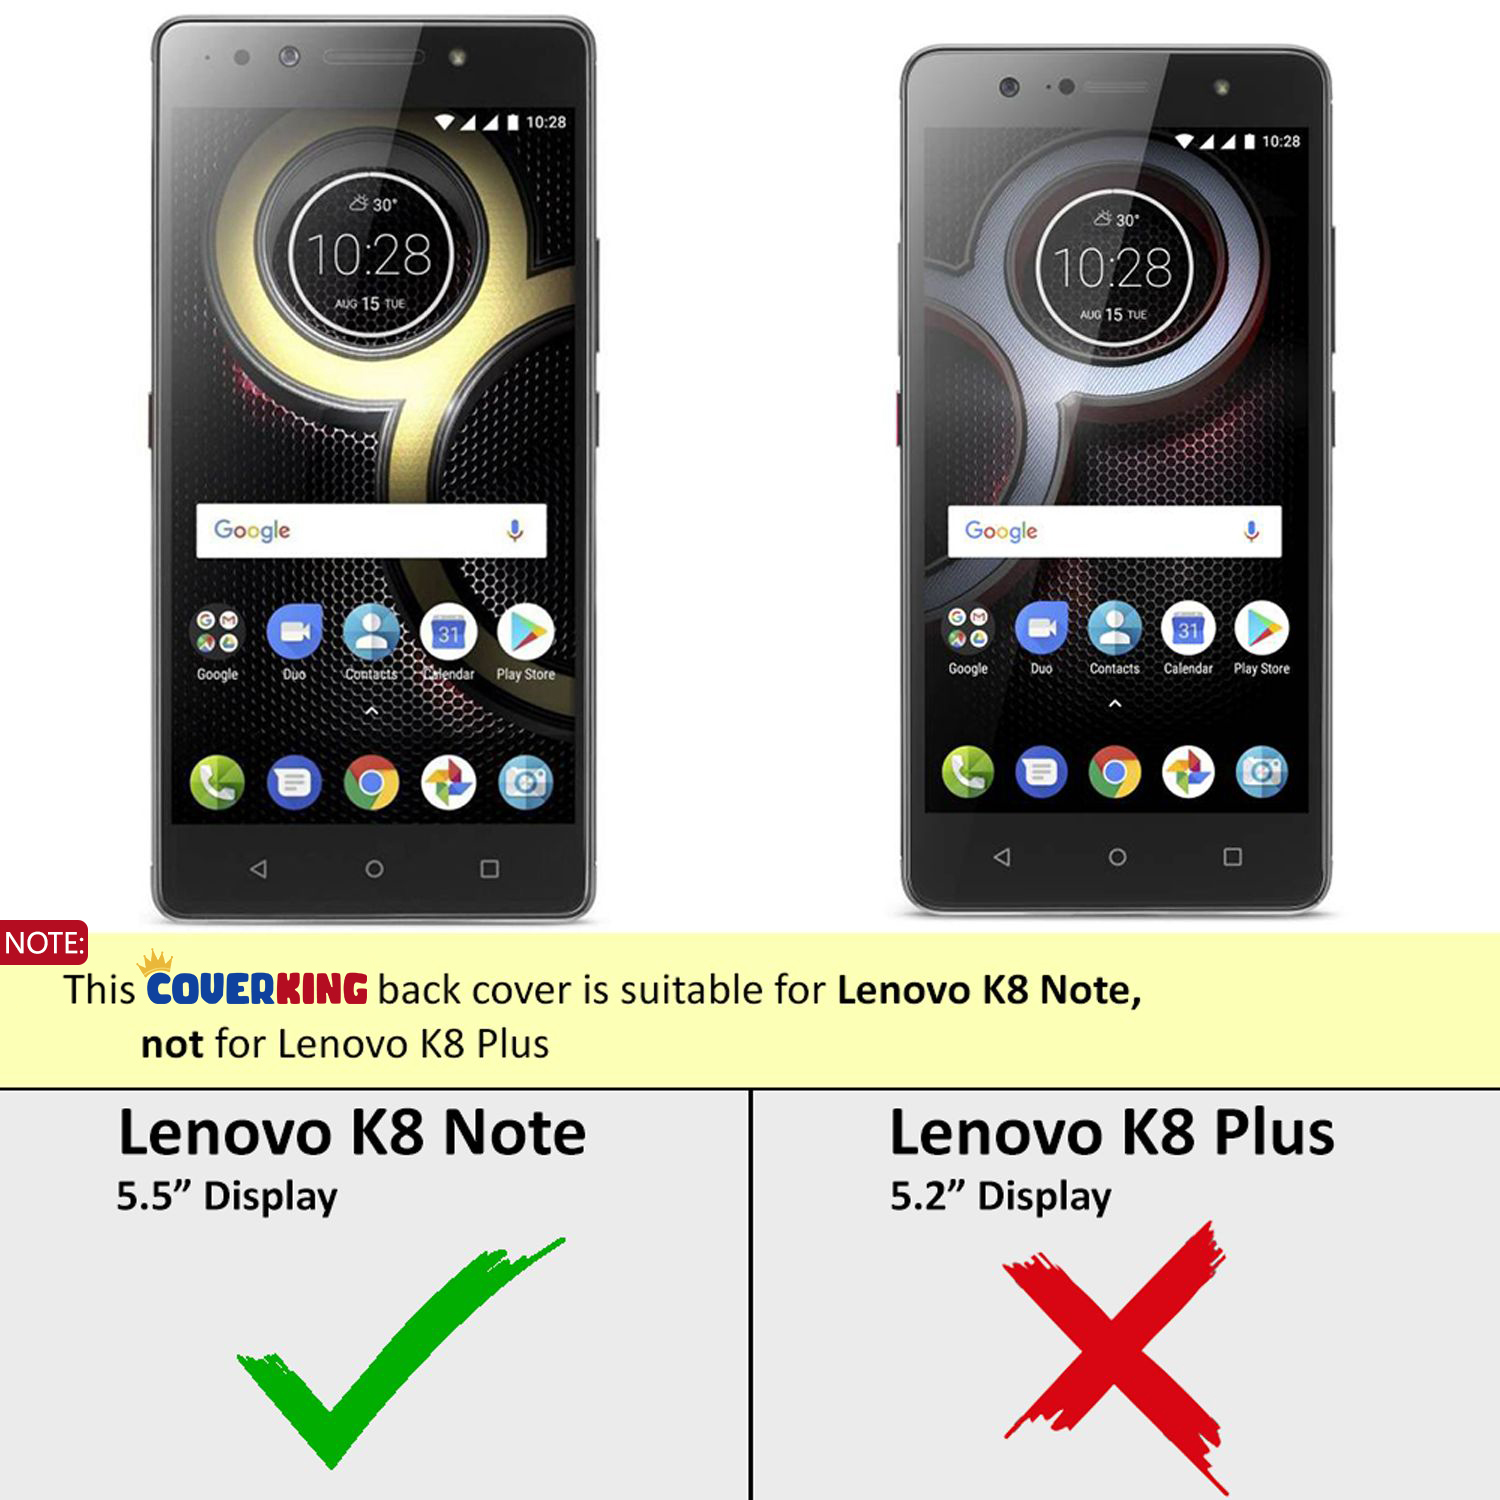 10:28
30°
10:28
AUG 15 TUE
Google
31
Google Duo Contacts Calendar Play Store
10:28
30°
10:28
AUG 15 TUE
Google
31
Google Duo Contacts Calendar Play Store
NOTE:
This COVERKING back cover is suitable for Lenovo K8 Note,
not for Lenovo K8 Plus
Lenovo K8 Note
5.5” Display
Lenovo K8 Plus
5.2” Display